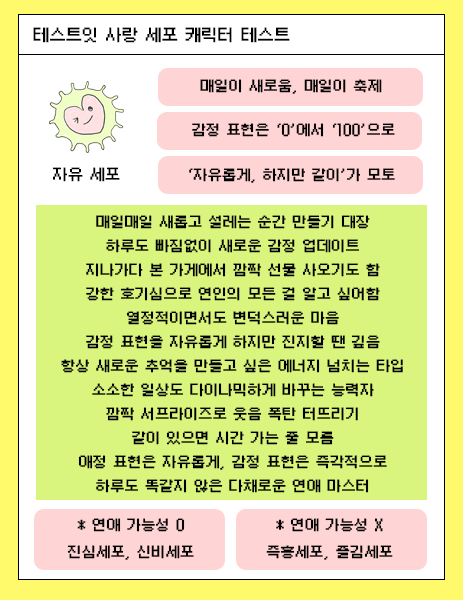 테스트잇 사랑 세포 캐릭터 테스트
매일이 새로움, 매일이 축제
감정 표현은 '0'에서 '100'으로
자유 세포
'자유롭게, 하지만 같이'가 모토
매일매일 새롭고 설레는 순간 만들기 대장
하루도 빠짐없이 새로운 감정 업데이트
지나가다 본 가게에서 깜짝 선물 사오기도 함
강한 호기심으로 연인의 모든 걸 알고 싶어함
열정적이면서도 변덕스러운 마음
감정 표현을 자유롭게 하지만 진지할 땐 깊음
항상 새로운 추억을 만들고 싶은 에너지 넘치는 타입
소소한 일상도 다이나믹하게 바꾸는 능력자
깜짝 서프라이즈로 웃음 폭탄 터뜨리기
같이 있으면 시간 가는 줄 모름
애정 표현은 자유롭게, 감정 표현은 즉각적으로
하루도 똑같지 않은 다채로운 연애 마스터
* 연애 가능성 O
진심세포, 신비세포
* 연애 가능성 X
즉흥세포, 즐김세포